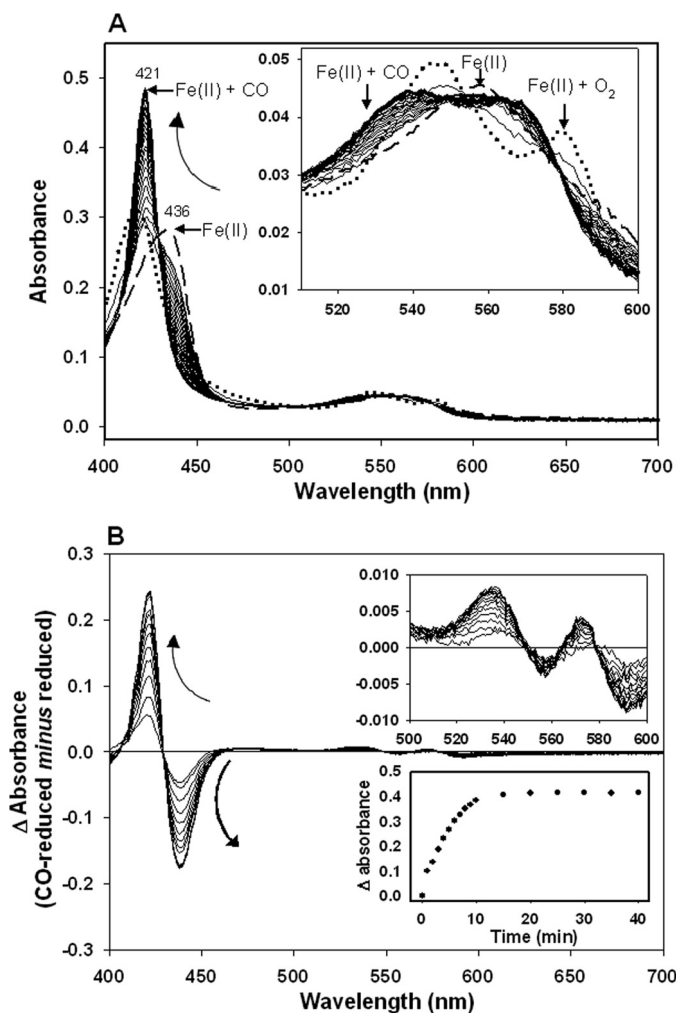 A
Absorbance
0.5
0.4
0.3
0.2
0.1
0.0
421
Fe(II) + CO
436
Fe(II)
0.05
0.04
0.03
0.02
0.01
Fe(II) + CO
Fe(II)
Fe(II) + O2
520 540 560 580 600
400 450 500 550 600 650 700
Wavelength (nm)
B
Δ Absorbance
(CO-reduced minus reduced)
0.3
0.2
0.1
0.0
-0.1
-0.2
-0.3
0.010
0.005
0.000
-0.005
-0.010
500 520 540 560 580 600
Δ absorbance
0.5
0.4
0.3
0.2
0.1
0.0
0 10 20 30 40
Time (min)
400 450 500 550 600 650 700
Wavelength (nm)